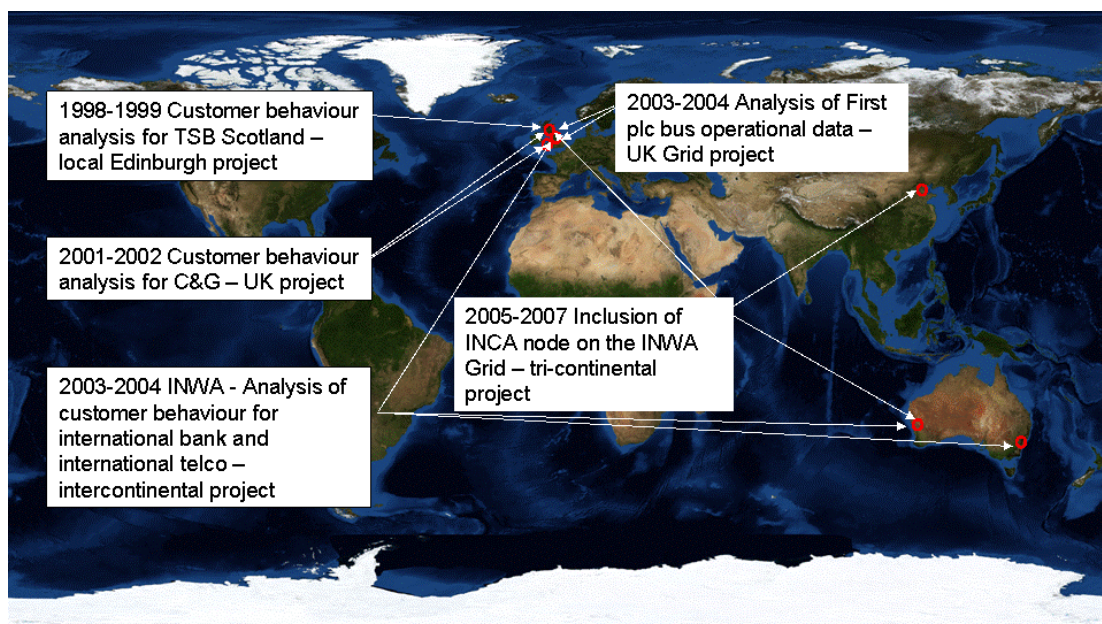 1998-1999 Customer behaviour
analysis for TSB Scotland –
local Edinburgh project
2003-2004 Analysis of First
plc bus operational data –
UK Grid project
2001-2002 Customer behaviour
analysis for C&G – UK project
2005-2007 Inclusion of
INCA node on the INWA
Grid – tri-continental
project
2003-2004 INWA - Analysis of
customer behaviour for
international bank and
international telco –
intercontinental project